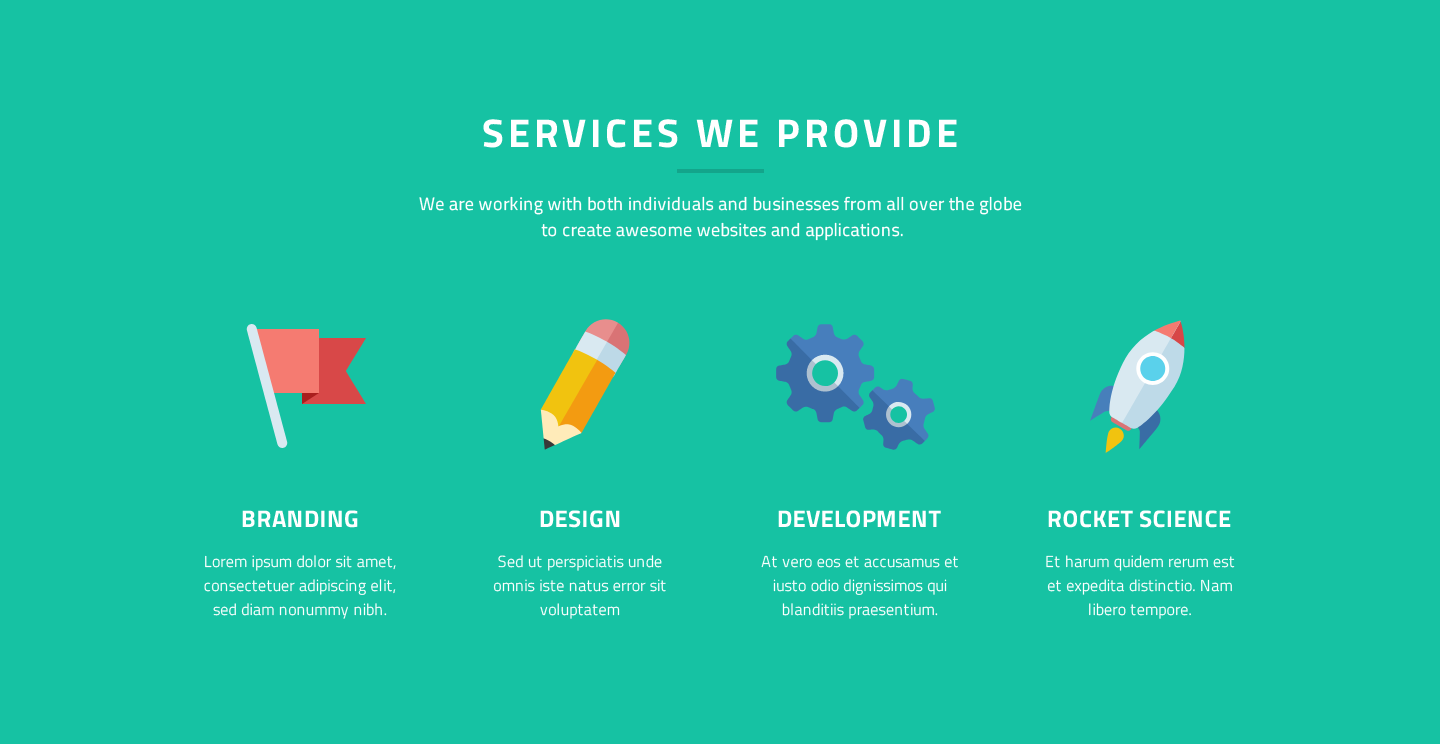 SERVICES WE PROVIDE
We are working with both individuals and businesses from all over the globe
to create awesome websites and applications.
BRANDING
Lorem ipsum dolor sit amet,
consectetuer adipiscing elit,
sed diam nonummy nibh.
DESIGN
Sed ut perspiciatis unde
omnis iste natus error sit
voluptatem
DEVELOPMENT
At vero eos et accusamus et
iusto odio dignissimos qui
blanditiis praesentium.
ROCKET SCIENCE
Et harum quidem rerum est
et expedita distinctio. Nam
libero tempore.